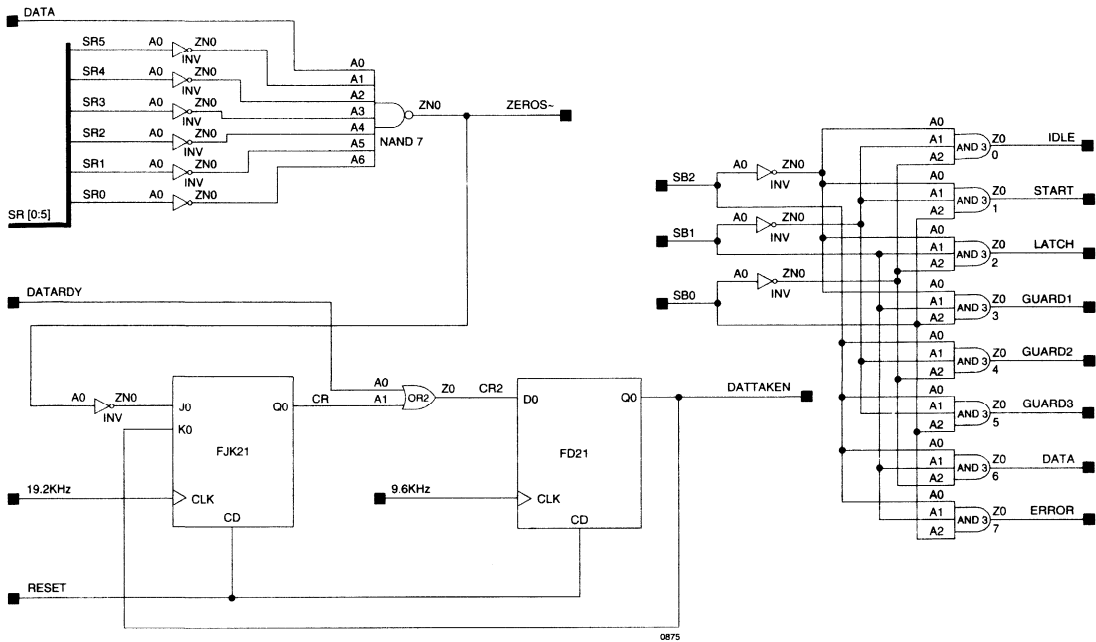 DATA
SR5 A0 ZN0
INV
SR4 A0 ZN0
INV
SR3 A0 ZN0
INV
SR2 A0 ZN0
INV
SR1 A0 ZN0
INV
SR0 A0 ZN0
SR [0:5]
A0
A1
A2
A3
A4
A5
A6
NAND 7
ZN0
ZEROS~
DATARDY
A0 ZN0
INV
J0
K0
Q0
FJK21
CLK
CD
19.2KHz
CR
A0
A1
OR2
Z0
CR2
D0
Q0
FD21
CLK
CD
9.6KHz
DATTAKEN
RESET
0875
SB2
A0 ZN0
INV
SB1
A0 ZN0
INV
SB0
A0 ZN0
INV
A0
A1
A2
AND 3
Z0
0
IDLE
A0
A1
A2
AND 3
Z0
1
START
A0
A1
A2
AND 3
Z0
2
LATCH
A0
A1
A2
AND 3
Z0
3
GUARD1
A0
A1
A2
AND 3
Z0
4
GUARD2
A0
A1
A2
AND 3
Z0
5
GUARD3
A0
A1
A2
AND 3
Z0
6
DATA
A0
A1
A2
AND 3
Z0
7
ERROR